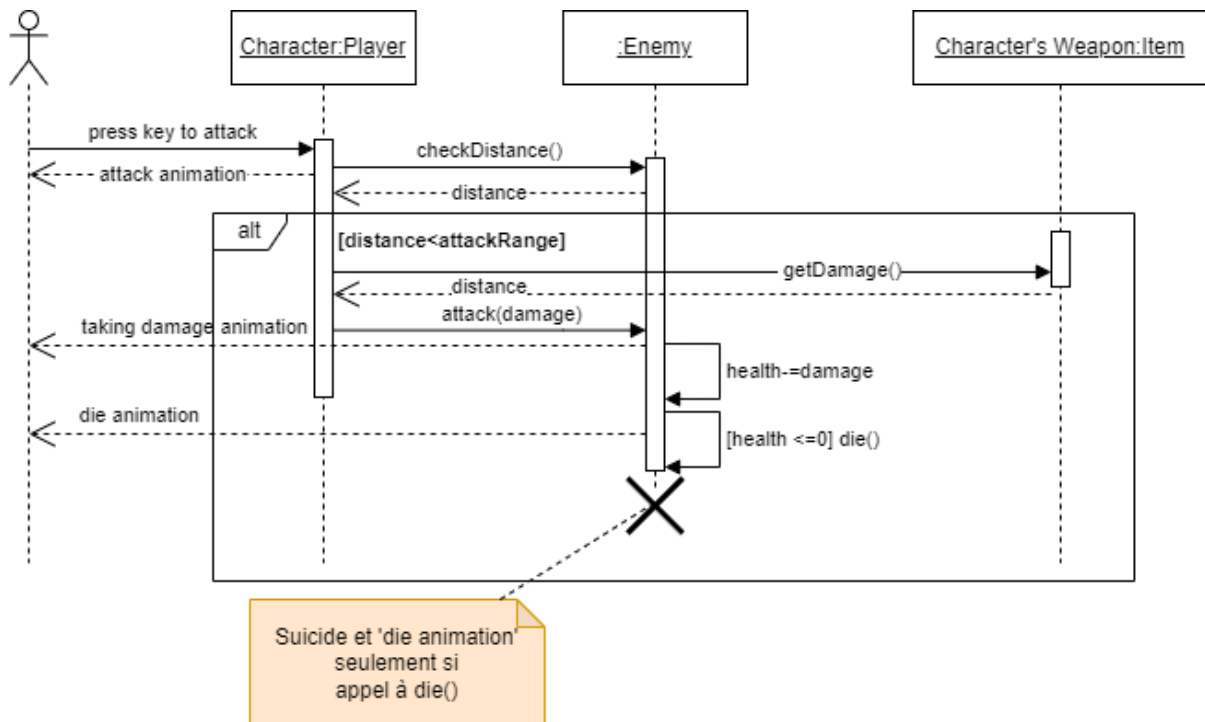 Character:Player
:Enemy
Character's Weapon:Item
press key to attack
checkDistance()
attack animation
distance
alt
[distance<attackRange]
getDamage()
distance
attack(damage)
taking damage animation
health-=damage
die animation
[health <=0] die()
Suicide et 'die animation'
seulement si
appel à die()